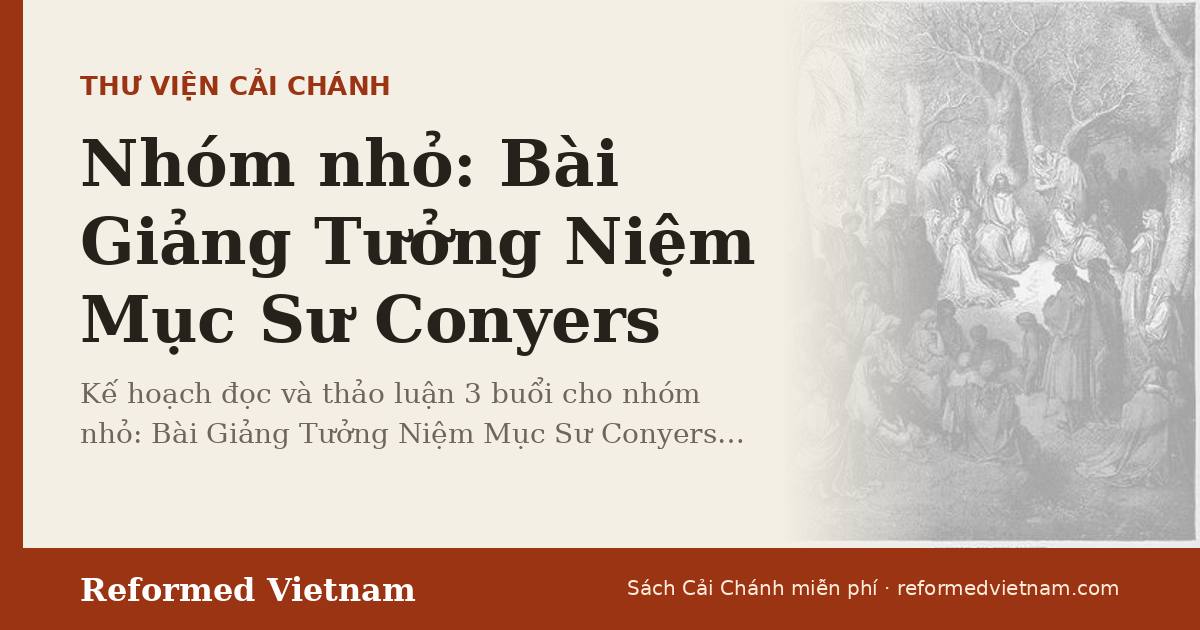 THƯ VIỆN CẢI CHÁNH
Nhóm nhỏ: Bài
Giảng Tưởng Niệm
Mục Sư Conyers
Kế hoạch đọc và thảo luận 3 buổi cho nhóm
nhỏ: Bài Giảng Tưởng Niệm Mục Sư Conyers…
Reformed Vietnam
Sách Cải Chánh miễn phí · reformedvietnam.com